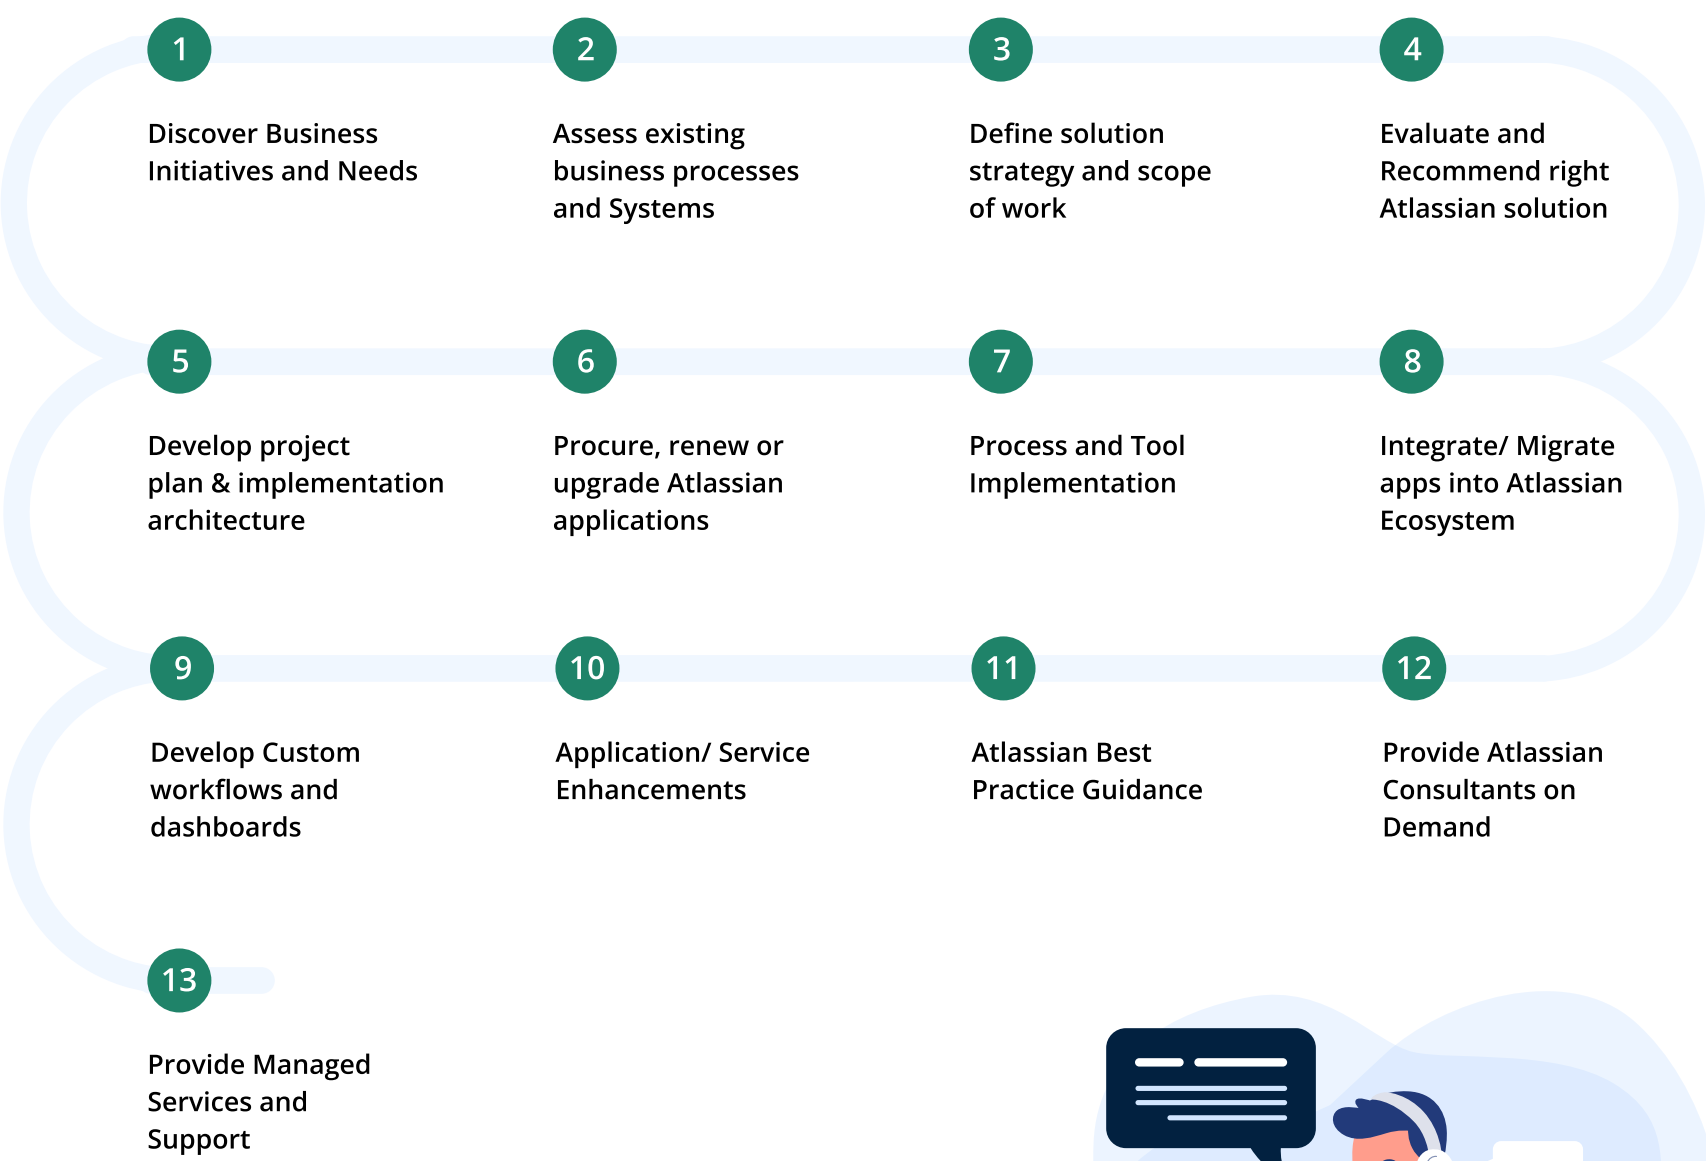 1
Discover Business
Initiatives and Needs
2
Assess existing
business processes
and Systems
3
Define solution
strategy and scope
of work
4
Evaluate and
Recommend right
Atlassian solution
5
Develop project
plan & implementation
architecture
6
Procure, renew or
upgrade Atlassian
applications
7
Process and Tool
Implementation
8
Integrate/ Migrate
apps into Atlassian
Ecosystem
9
Develop Custom
workflows and
dashboards
10
Application/ Service
Enhancements
11
Atlassian Best
Practice Guidance
12
Provide Atlassian
Consultants on
Demand
13
Provide Managed
Services and
Support